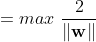 = max 2/‖w‖